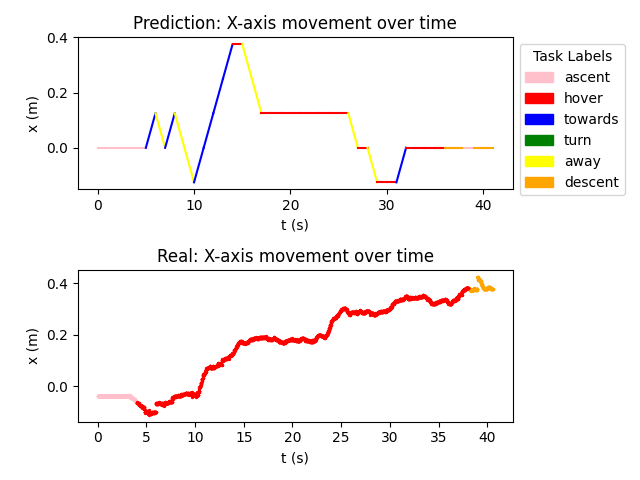 Prediction: X-axis movement over time
0.4
0.2
0.0
x (m)
0
10
20
30
40
t (s)
Task Labels
ascent
hover
towards
turn
away
descent
Real: X-axis movement over time
0.4
0.2
0.0
x (m)
0
5
10
15
20
25
30
35
40
t (s)